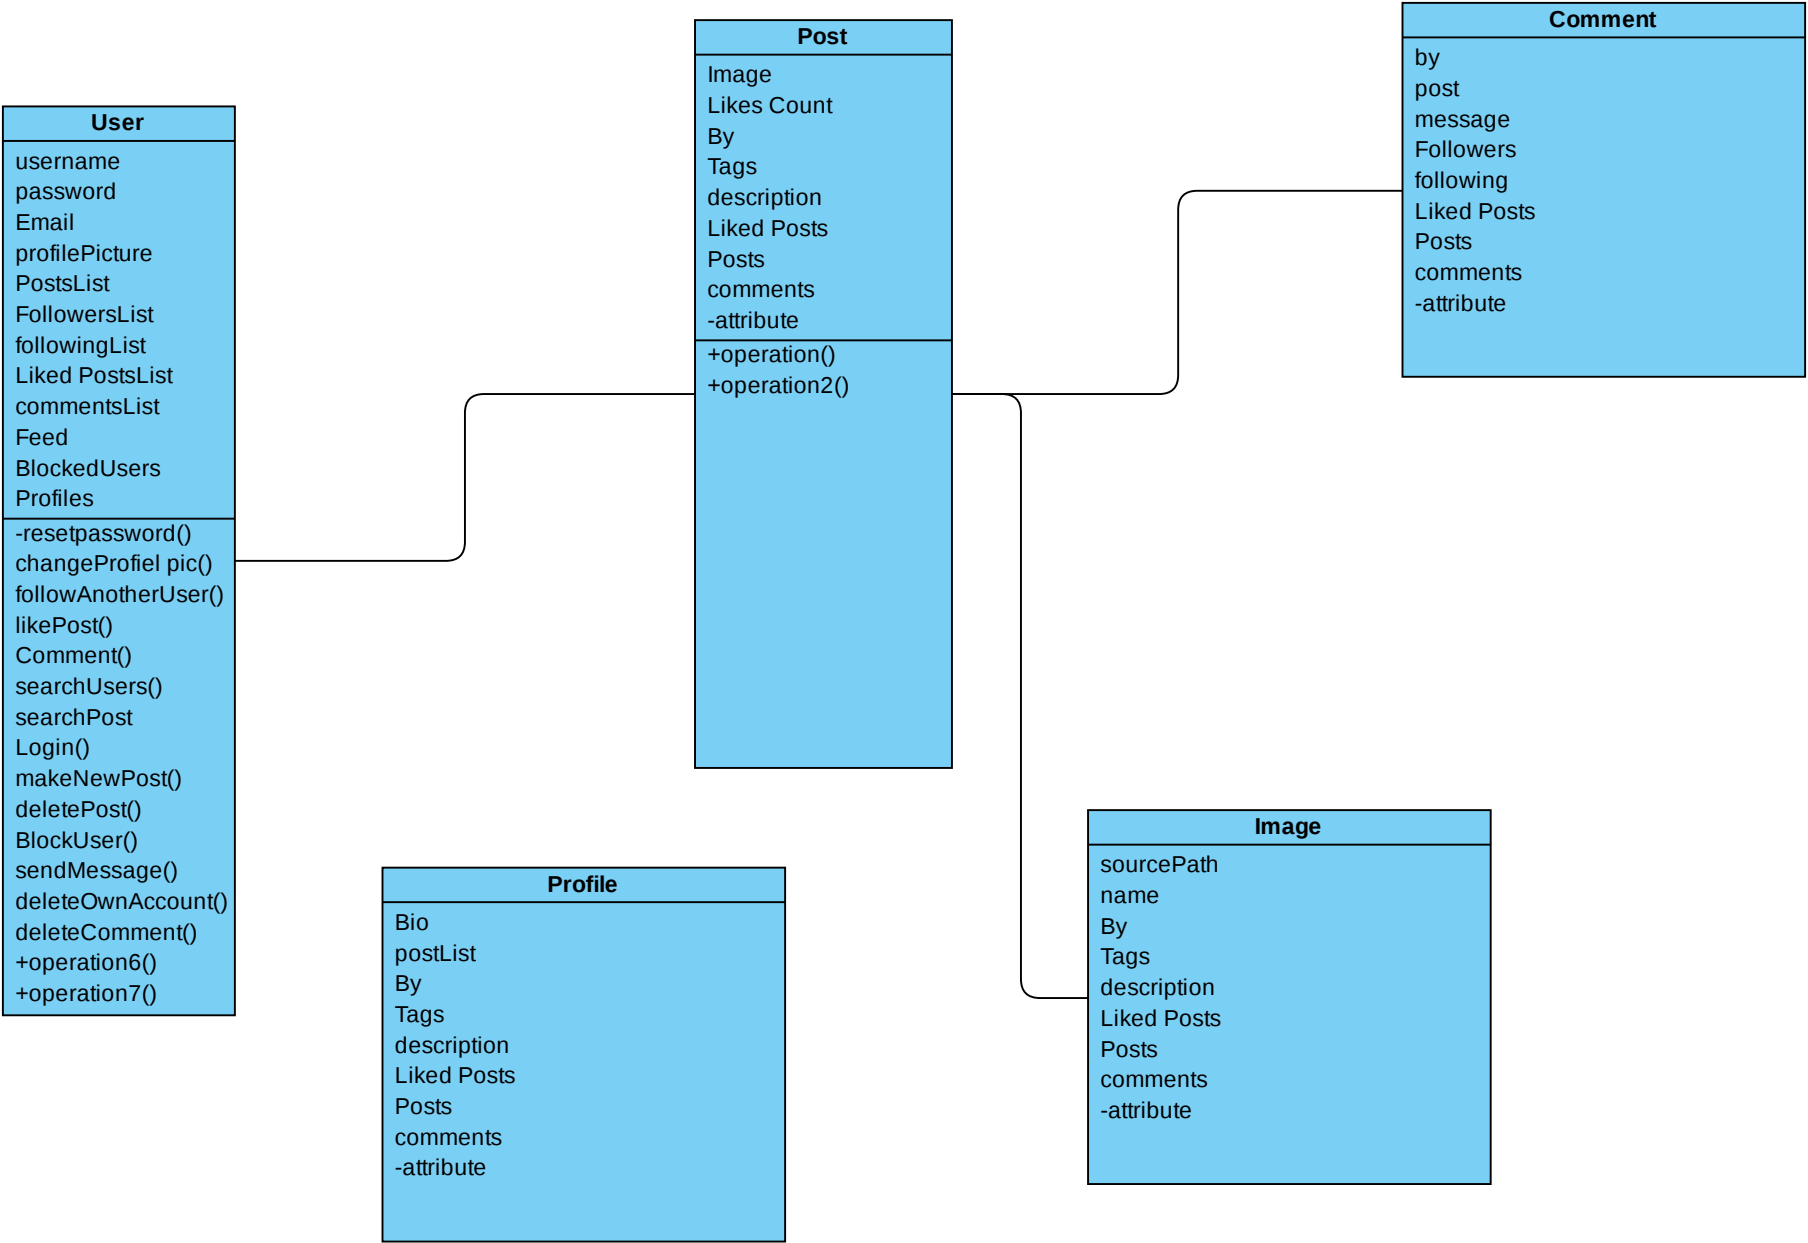 User
username
password
Email
profilePicture
PostsList
FollowersList
followingList
Liked PostsList
commentsList
Feed
BlockedUsers
Profiles
-resetpassword()
changeProfiel pic()
followAnotherUser()
likePost()
Comment()
searchUsers()
searchPost
Login()
makeNewPost()
deletePost()
BlockUser()
sendMessage()
deleteOwnAccount()
deleteComment()
+operation6()
+operation7()
Post
Image
Likes Count
By
Tags
description
Liked Posts
Posts
comments
-attribute
+operation()
+operation2()
Comment
by
post
message
Followers
following
Liked Posts
Posts
comments
-attribute
Profile
Bio
postList
By
Tags
description
Liked Posts
Posts
comments
-attribute
Image
sourcePath
name
By
Tags
description
Liked Posts
Posts
comments
-attribute